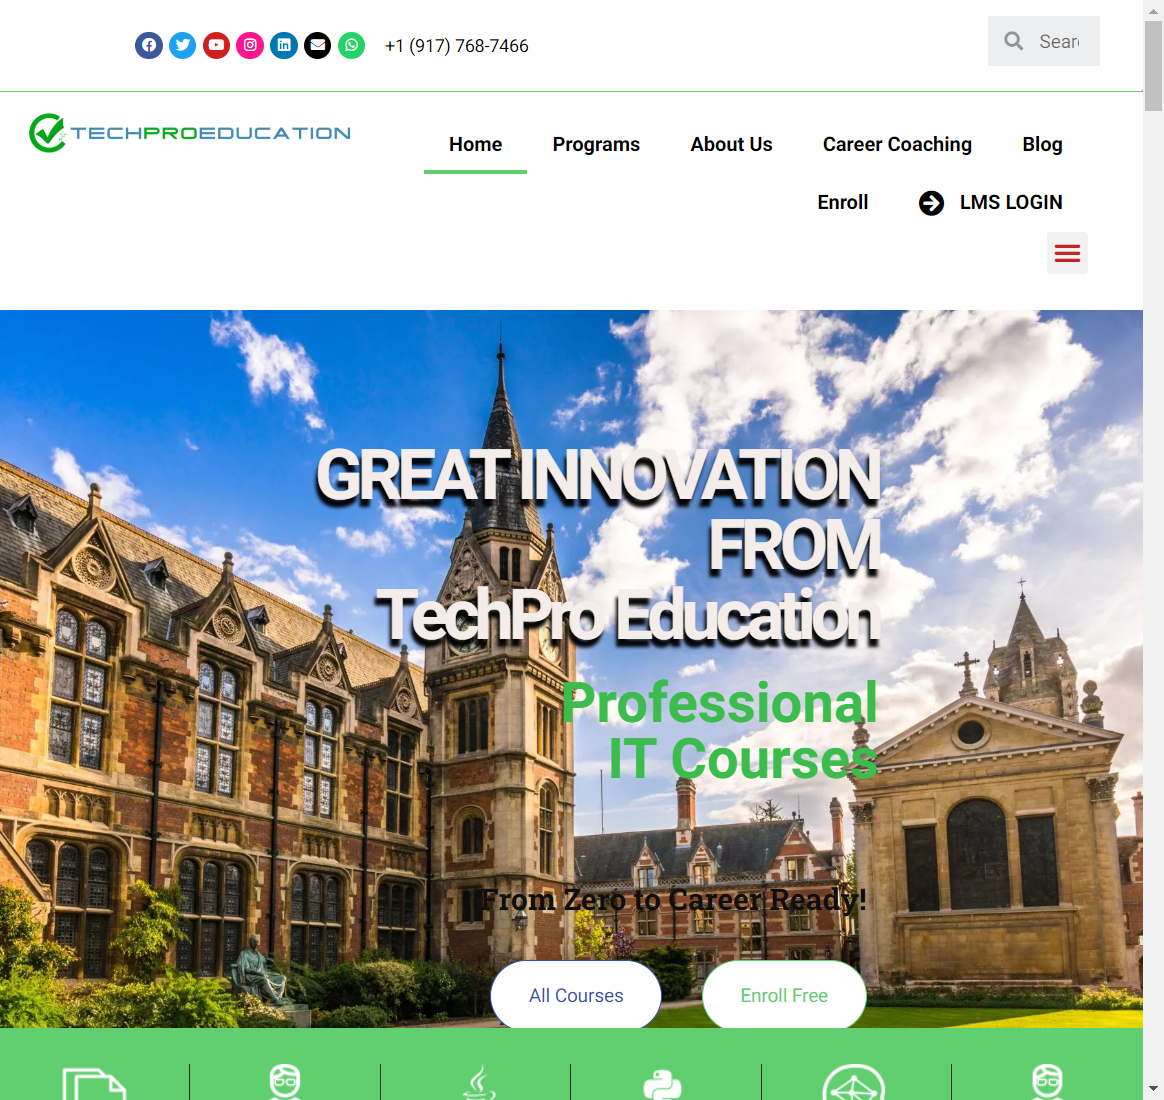 +1 (917) 768-7466
Sear
TECHPROEDUCATION
Home Programs About Us Career Coaching Blog
Enroll LMS LOGIN
GREAT INNOVATION
FROM
TechPro Education
Professional
IT Courses
From Zero to Career Ready!
All Courses Enroll Free